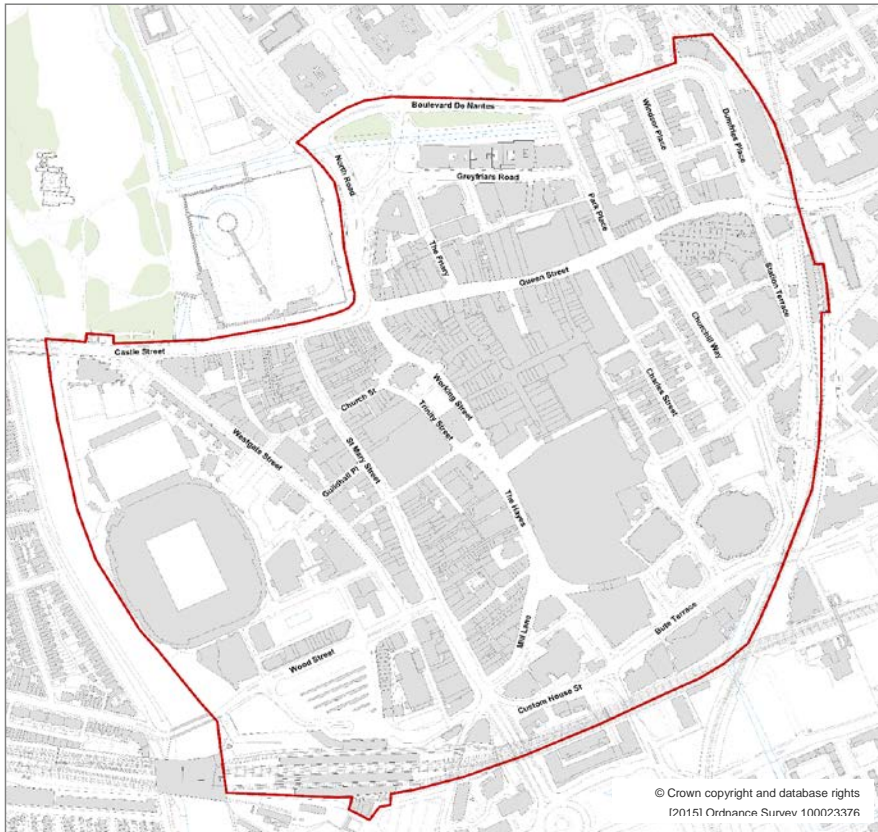 Boulevard De Nantes
Windsor Place
Dumfries Place
North Road
Greyfriars Road
Park Place
The Friary
Queen Street
Station Terrace
Castle Street
Churchill Way
Church St
Working Street
Trinity Street
Charles Street
Westgate Street
St Mary Street
Guildhall Pl
The Hayes
Mill Lane
Bute Terrace
Wood Street
Custom House St
© Crown copyright and database rights
[2015] Ordnance Survey 100023376